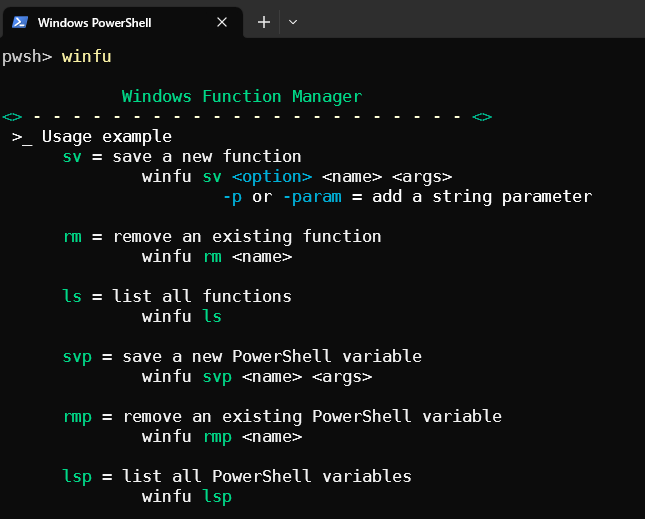 Windows PowerShell
pwsh> winfu
Windows Function Manager
<> - - - - - - - - - - - - - - - - - - - - - - <>
>_ Usage example
sv = save a new function
winfu sv <option> <name> <args>
-p or -param = add a string parameter
rm = remove an existing function
winfu rm <name>
ls = list all functions
winfu ls
svp = save a new PowerShell variable
winfu svp <name> <args>
rmp = remove an existing PowerShell variable
winfu rmp <name>
lsp = list all PowerShell variables
winfu lsp